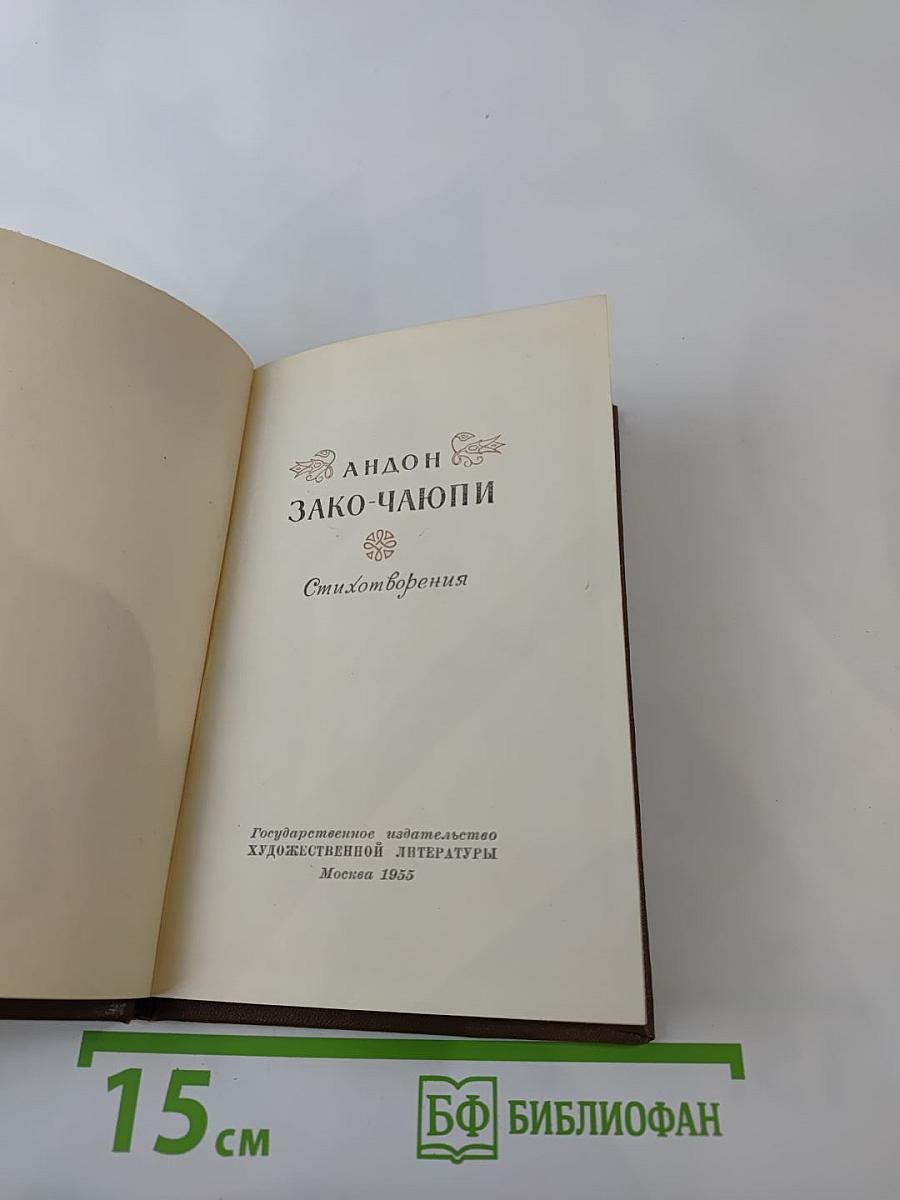 АНДОН
ЗАКО-ЧАЮПИ
Стихотворения
Государственное издательство
ХУДОЖЕСТВЕННОЙ ЛИТЕРАТУРЫ
Москва 1955
15 см
БФ БИБЛИОФАН